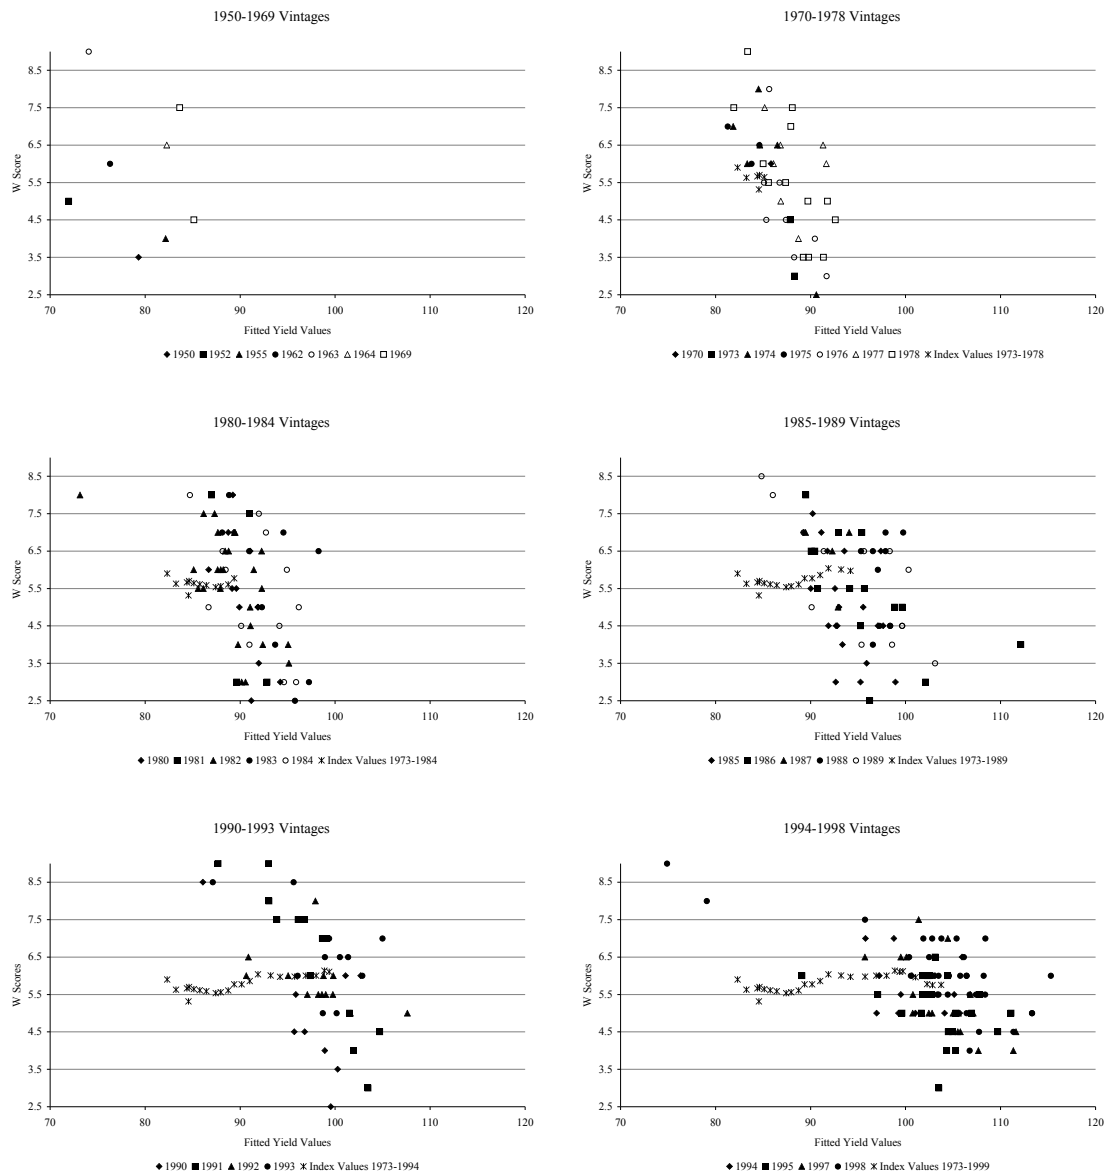 1950-1969 Vintages
8.5
7.5
6.5
5.5
4.5
3.5
2.5
W Score
70 80 90 100 110 120
Fitted Yield Values
1950 1952 1955 1962 1963 1964 1969
1970-1978 Vintages
8.5
7.5
6.5
5.5
4.5
3.5
2.5
W Score
70 80 90 100 110 120
Fitted Yield Values
1970 1973 1974 1975 1976 1977 1978 Index Values 1973-1978
1980-1984 Vintages
8.5
7.5
6.5
5.5
4.5
3.5
2.5
W Score
70 80 90 100 110 120
Fitted Yield Values
1980 1981 1982 1983 1984 Index Values 1973-1984
1985-1989 Vintages
8.5
7.5
6.5
5.5
4.5
3.5
2.5
W Score
70 80 90 100 110 120
Fitted Yield Values
1985 1986 1987 1988 1989 Index Values 1973-1989
1990-1993 Vintages
8.5
7.5
6.5
5.5
4.5
3.5
2.5
W Scores
70 80 90 100 110 120
Fitted Yield Values
1990 1991 1992 1993 Index Values 1973-1994
1994-1998 Vintages
8.5
7.5
6.5
5.5
4.5
3.5
2.5
W Scores
70 80 90 100 110 120
Fitted Yield Values
1994 1995 1997 1998 Index Values 1973-1999